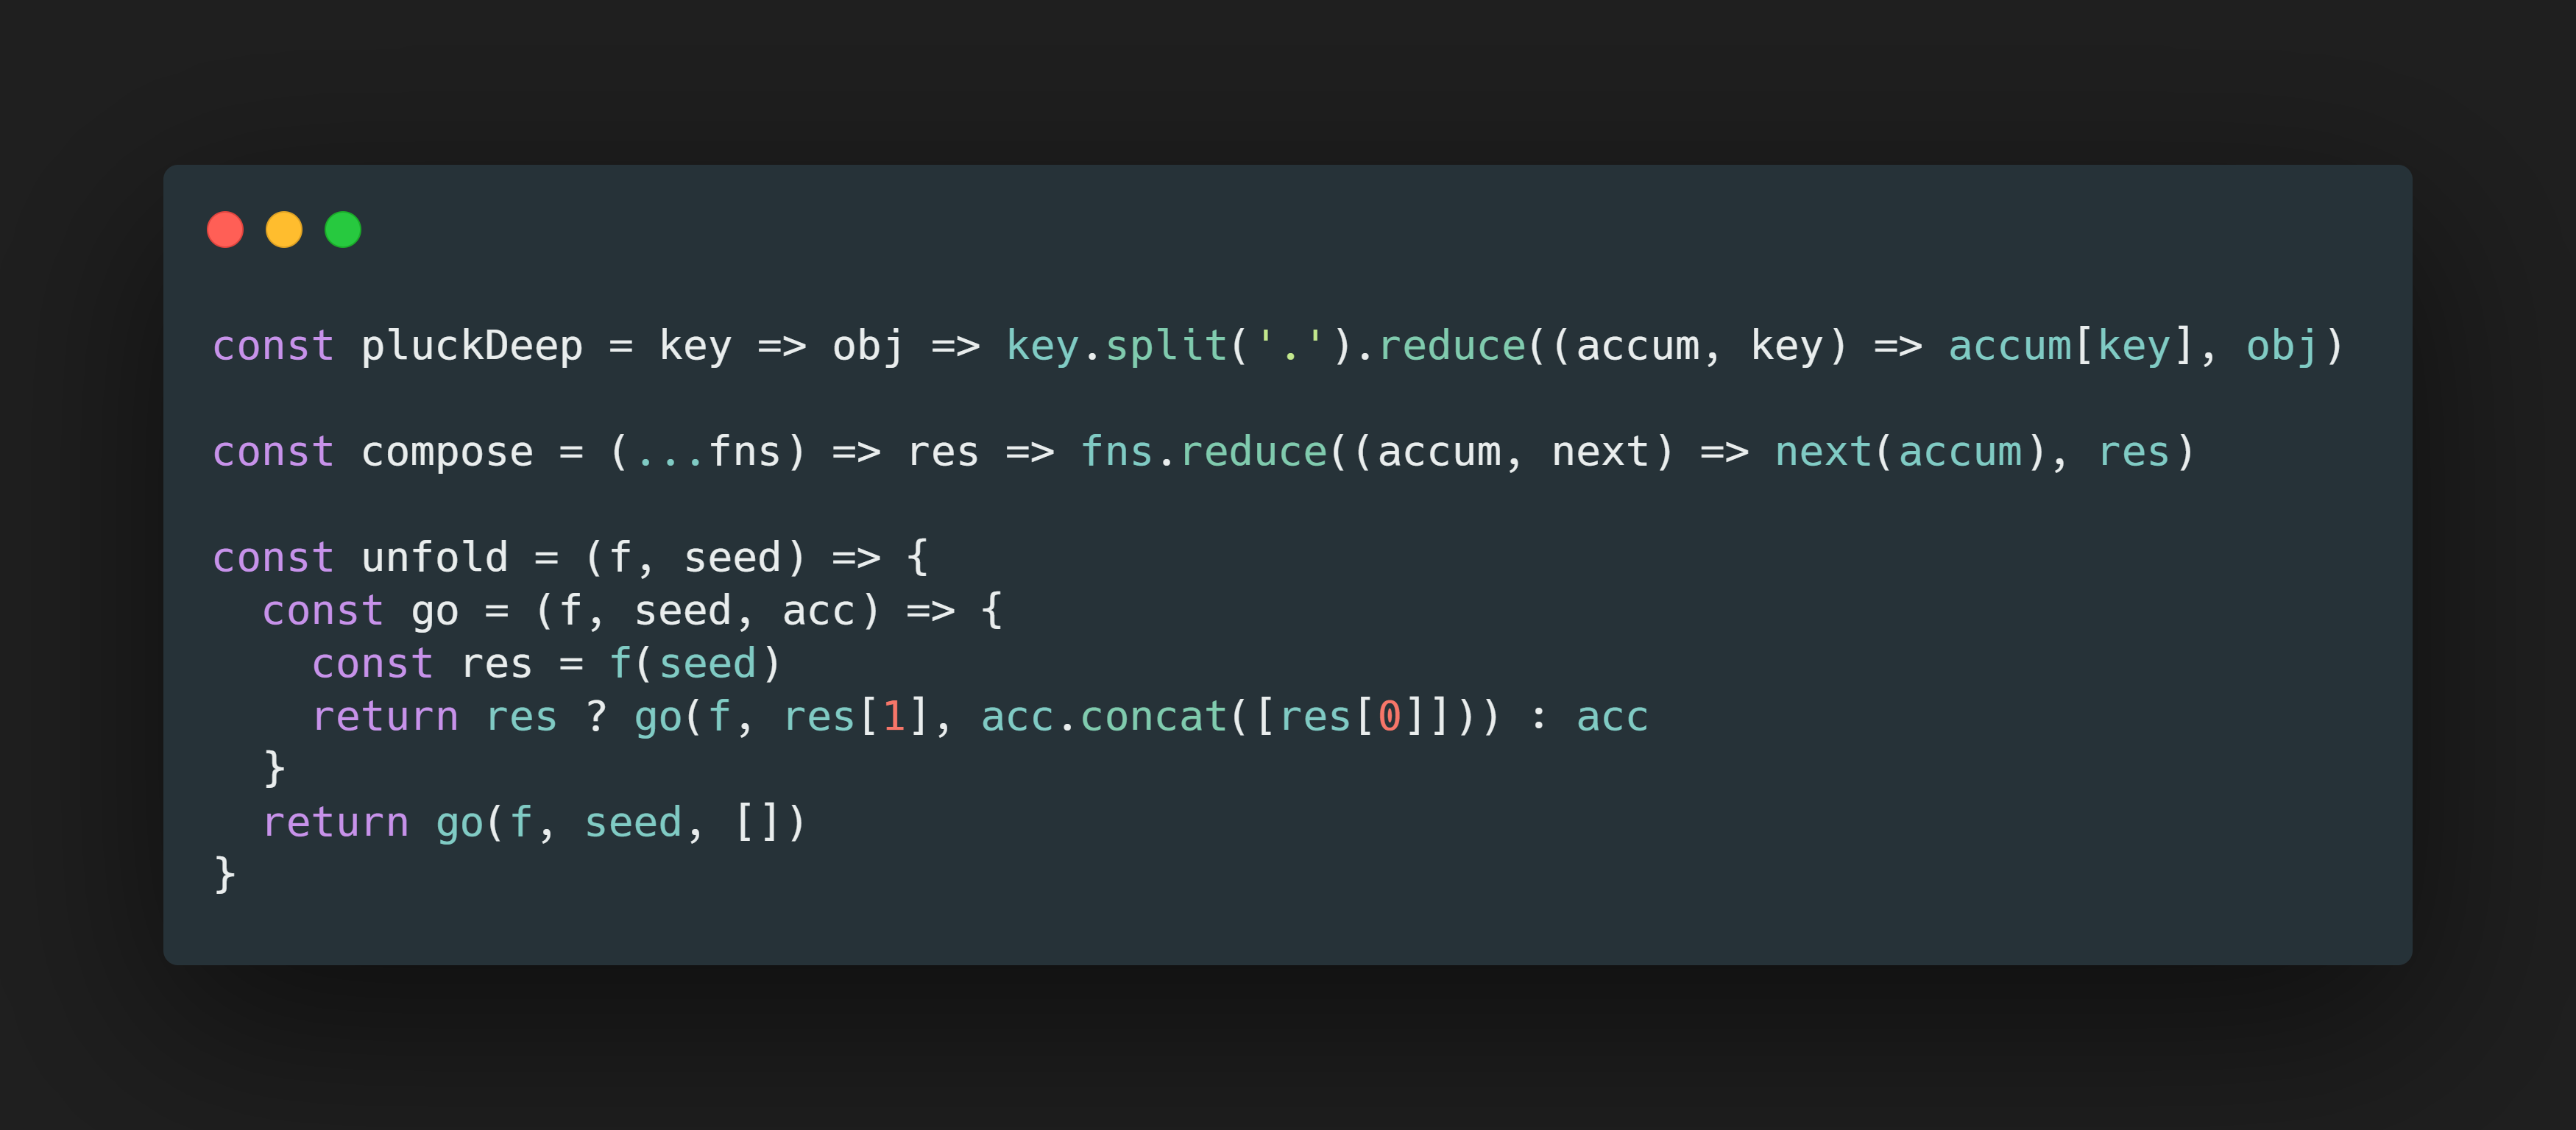 const pluckDeep = key => obj => key.split('.').reduce((accum, key) => accum[key], obj)

const compose = (...fns) => res => fns.reduce((accum, next) => next(accum), res)

const unfold = (f, seed) => {
  const go = (f, seed, acc) => {
    const res = f(seed)
    return res ? go(f, res[1], acc.concat([res[0]])) : acc
  }
  return go(f, seed, [])
}